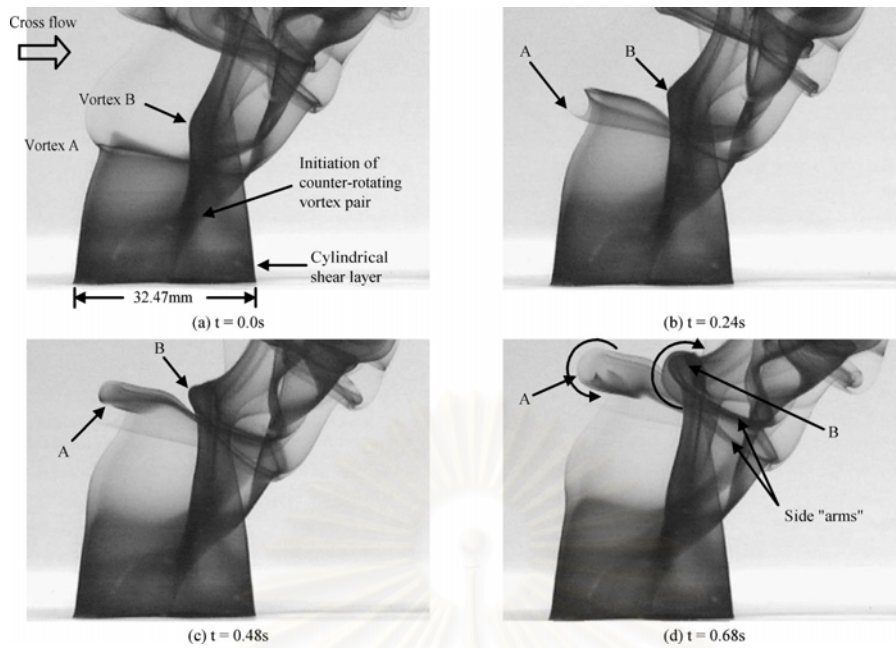 Cross flow
Vortex B
Vortex A
Initiation of
counter-rotating
vortex pair
Cylindrical
shear layer
32.47mm
(a) t = 0.0s
A
B
(b) t = 0.24s
B
A
(c) t = 0.48s
A
B
Side "arms"
(d) t = 0.68s